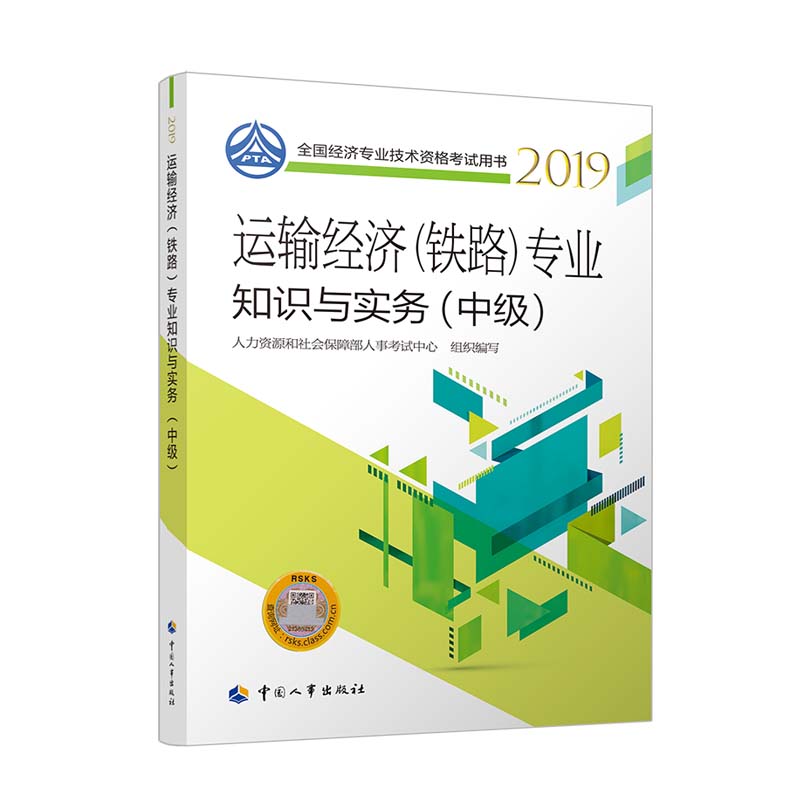 PTA
全国经济专业技术资格考试用书
2019
运输经济(铁路)专业
知识与实务(中级)
人力资源和社会保障部人事考试中心 组织编写
RSKS
查询网址:rsks.class.com.cn
中国人事出版社
2019
运输经济(铁路)专业知识与实务(中级)
中国人事出版社